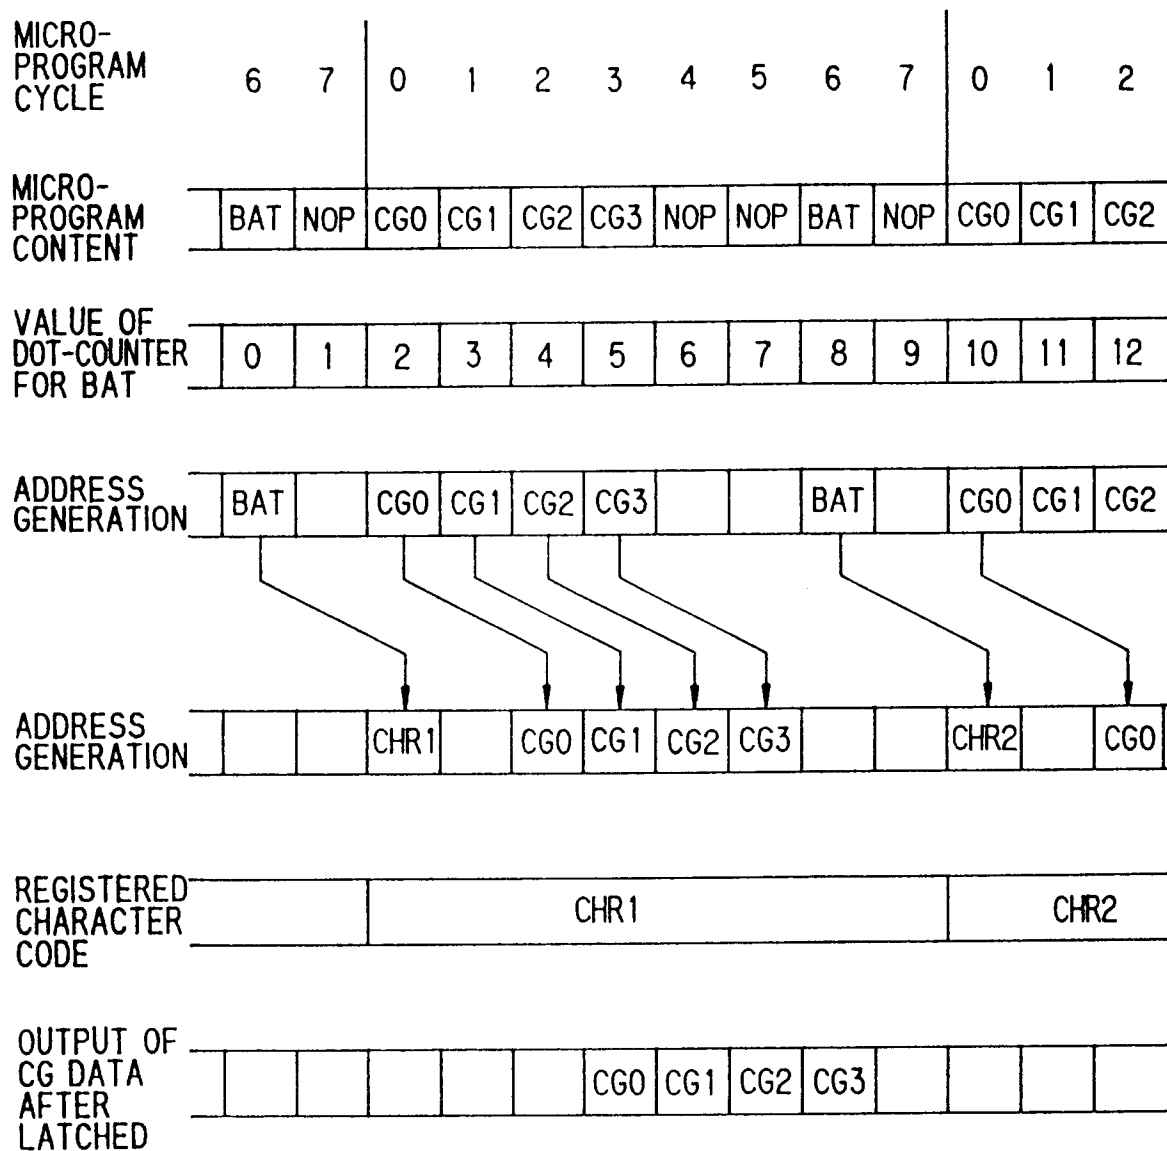 MICRO-
PROGRAM
CYCLE
6 7 0 1 2 3 4 5 6 7 0 1 2
MICRO-
PROGRAM
CONTENT
BAT NOP CG0 CG1 CG2 CG3 NOP NOP BAT NOP CG0 CG1 CG2
VALUE OF
DOT-COUNTER
FOR BAT
0 1 2 3 4 5 6 7 8 9 10 11 12
ADDRESS
GENERATION
BAT CG0 CG1 CG2 CG3 BAT CG0 CG1 CG2
ADDRESS
GENERATION
CHR1 CG0 CG1 CG2 CG3 CHR2 CG0
REGISTERED
CHARACTER
CODE
CHR1 CHR2
OUTPUT OF
CG DATA
AFTER
LATCHED
CG0 CG1 CG2 CG3